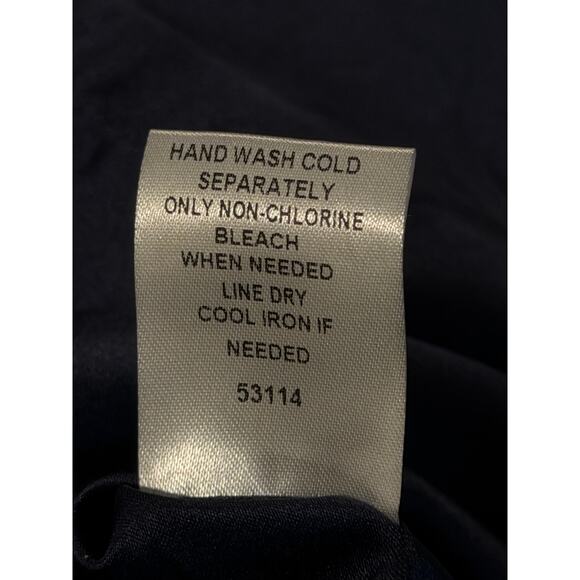 HAND WASH COLD
SEPARATELY
ONLY NON-CHLORINE
BLEACH
WHEN NEEDED
LINE DRY
COOL IRON IF
NEEDED
53114